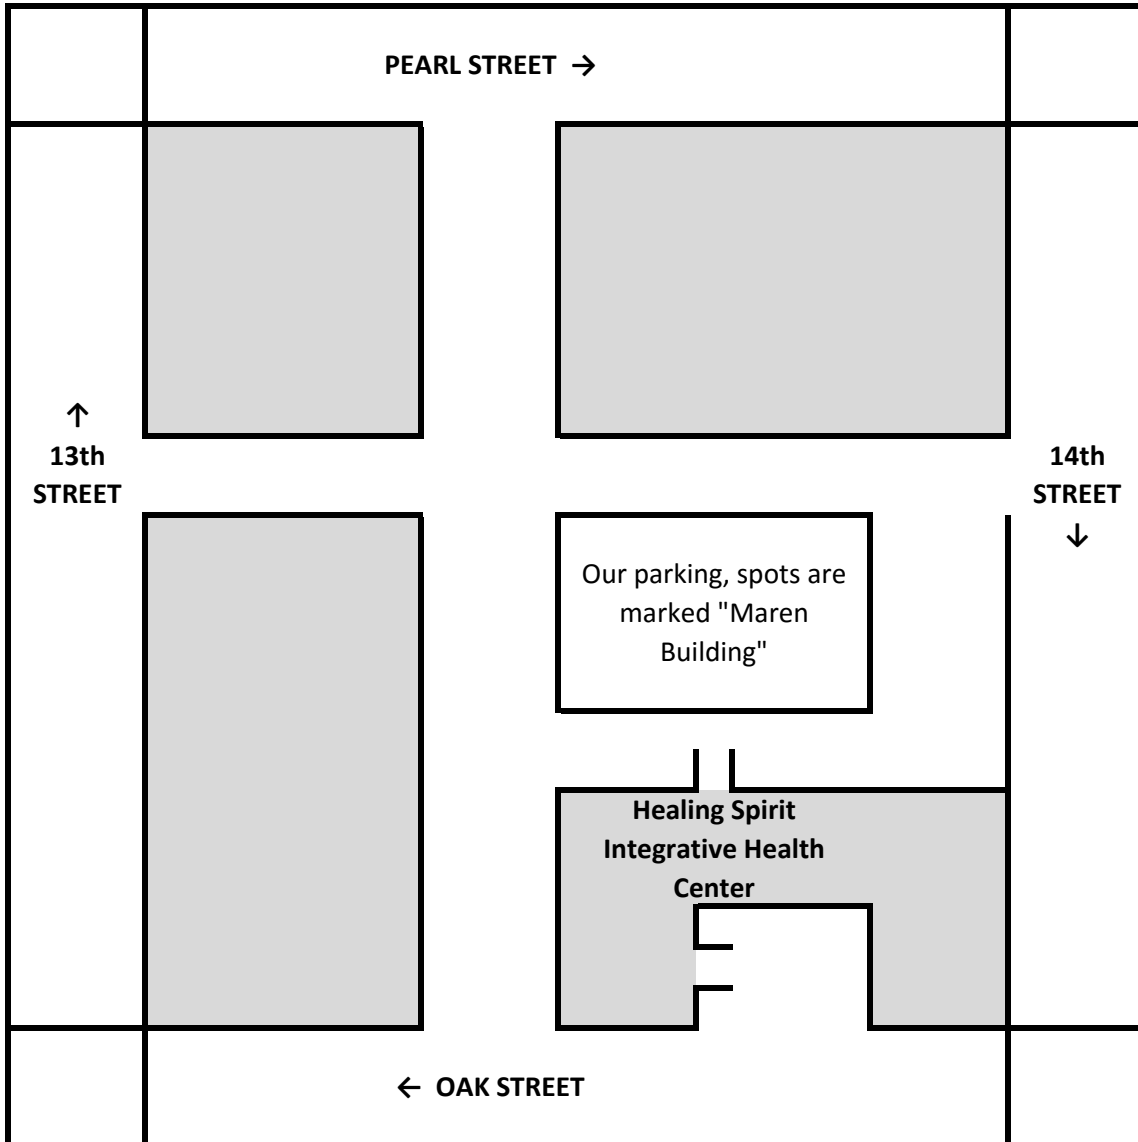 PEARL STREET →
↑
13th
STREET
14th
STREET
↓
Our parking, spots are
marked "Maren
Building"
Healing Spirit
Integrative Health
Center
← OAK STREET